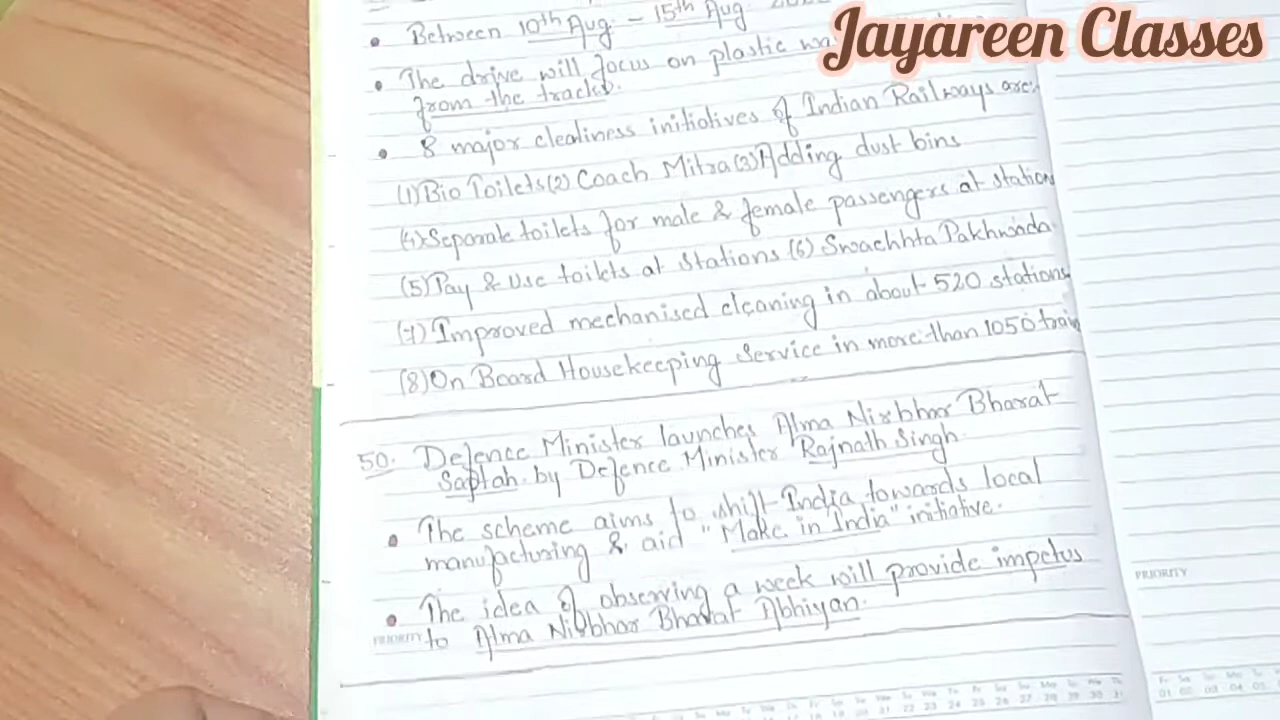 Jayareen Classes
• Between 10th Aug - 15th Aug
• The drive will focus on plastic
from the tracks.
• 8 major cleanliness initiatives of Indian Railways are:
(1) Bio Toilets (2) Coach Mitra (3) Adding dust bins
(4) Separate toilets for male & female passengers at station
(5) Pay & Use toilets at stations (6) Swachhta Pakhwada
(7) Improved mechanised cleaning in about 520 stations
(8) On Board Housekeeping Service in more than 1050 train
50. Defence Minister launches Atma Nirbhar Bharat
Saptah by Defence Minister Rajnath Singh.
• The scheme aims to shift India towards local
manufacturing & aid "Make in India" initiative.
• The idea of observing a week will provide impetus
to Atma Nirbhar Bharat Abhiyan.
PRIORITY
PRIORITY